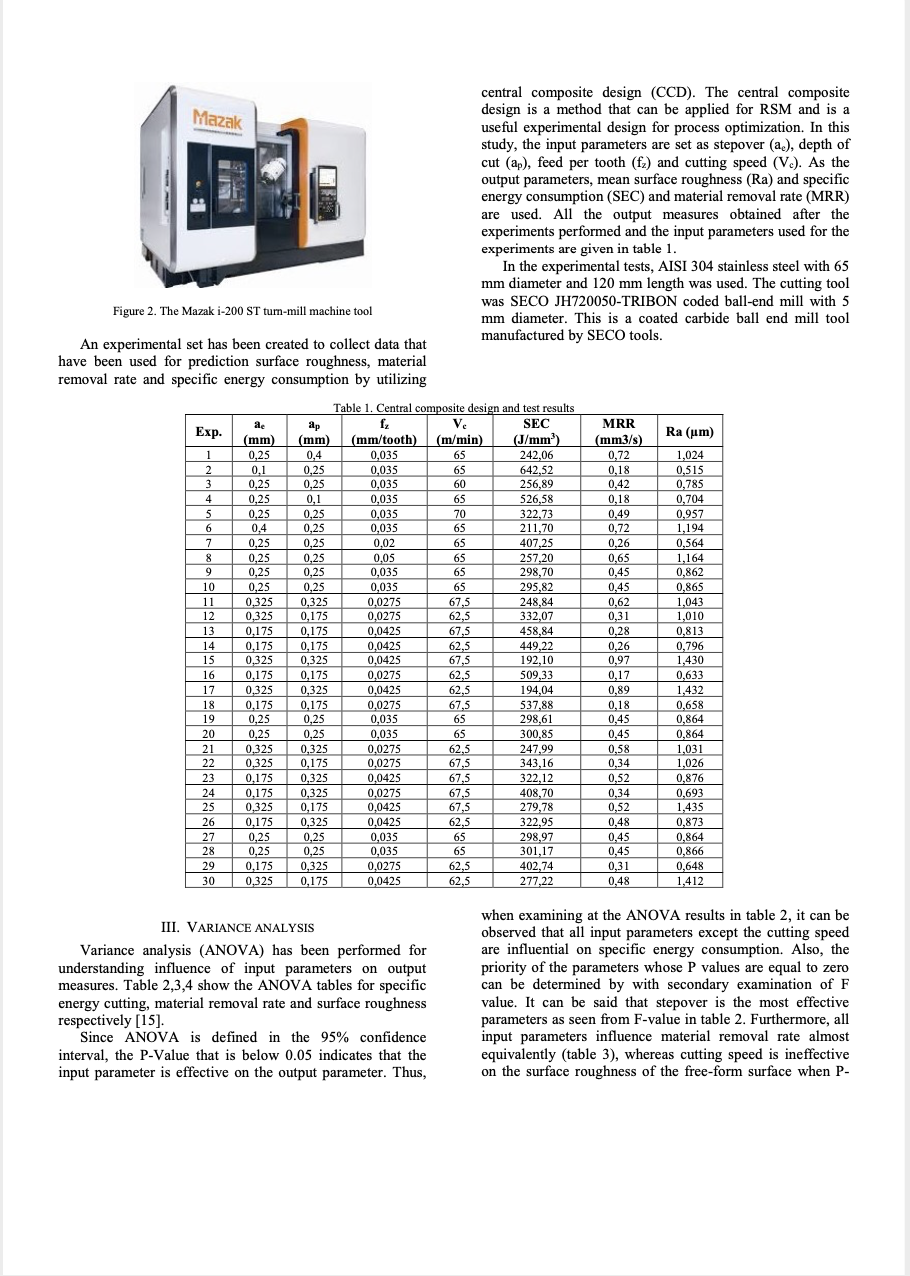 Mazak
Figure 2. The Mazak i-200 ST turn-mill machine tool
An experimental set has been created to collect data that
have been used for prediction surface roughness, material
removal rate and specific energy consumption by utilizing
central composite design (CCD). The central composite
design is a method that can be applied for RSM and is a
useful experimental design for process optimization. In this
study, the input parameters are set as stepover (ae), depth of
cut (ap), feed per tooth (fz) and cutting speed (Vc). As the
output parameters, mean surface roughness (Ra) and specific
energy consumption (SEC) and material removal rate (MRR)
are used. All the output measures obtained after the
experiments performed and the input parameters used for the
experiments are given in table 1.
In the experimental tests, AISI 304 stainless steel with 65
mm diameter and 120 mm length was used. The cutting tool
was SECO JH720050-TRIBON coded ball-end mill with 5
mm diameter. This is a coated carbide ball end mill tool
manufactured by SECO tools.
Table 1. Central composite design and test results
Exp. ae (mm) ap (mm) fz (mm/tooth) Vc (m/min) SEC (J/mm³) MRR (mm3/s) Ra (µm)
1 0,25 0,4 0,035 65 242,06 0,72 1,024
2 0,1 0,25 0,035 65 642,52 0,18 0,515
3 0,25 0,25 0,035 60 256,89 0,42 0,785
4 0,25 0,1 0,035 65 526,58 0,18 0,704
5 0,25 0,25 0,035 70 322,73 0,49 0,957
6 0,4 0,25 0,035 65 211,70 0,72 1,194
7 0,25 0,25 0,02 65 407,25 0,26 0,564
8 0,25 0,25 0,05 65 257,20 0,65 1,164
9 0,25 0,25 0,035 65 298,70 0,45 0,862
10 0,25 0,25 0,035 65 295,82 0,45 0,865
11 0,325 0,325 0,0275 67,5 248,84 0,62 1,043
12 0,325 0,175 0,0275 62,5 332,07 0,31 1,010
13 0,175 0,175 0,0425 67,5 458,84 0,28 0,813
14 0,175 0,175 0,0425 62,5 449,22 0,26 0,796
15 0,325 0,325 0,0425 67,5 192,10 0,97 1,430
16 0,175 0,175 0,0275 62,5 509,33 0,17 0,633
17 0,325 0,325 0,0425 62,5 194,04 0,89 1,432
18 0,175 0,175 0,0275 67,5 537,88 0,18 0,658
19 0,25 0,25 0,035 65 298,61 0,45 0,864
20 0,25 0,25 0,035 65 300,85 0,45 0,864
21 0,325 0,325 0,0275 62,5 247,99 0,58 1,031
22 0,325 0,175 0,0275 67,5 343,16 0,34 1,026
23 0,175 0,325 0,0425 67,5 322,12 0,52 0,876
24 0,175 0,325 0,0275 67,5 408,70 0,34 0,693
25 0,325 0,175 0,0425 67,5 279,78 0,52 1,435
26 0,175 0,325 0,0425 62,5 322,95 0,48 0,873
27 0,25 0,25 0,035 65 298,97 0,45 0,864
28 0,25 0,25 0,035 65 301,17 0,45 0,866
29 0,175 0,325 0,0275 62,5 402,74 0,31 0,648
30 0,325 0,175 0,0425 62,5 277,22 0,48 1,412
III. VARIANCE ANALYSIS
Variance analysis (ANOVA) has been performed for
understanding influence of input parameters on output
measures. Table 2,3,4 show the ANOVA tables for specific
energy cutting, material removal rate and surface roughness
respectively [15].
Since ANOVA is defined in the 95% confidence
interval, the P-Value that is below 0.05 indicates that the
input parameter is effective on the output parameter. Thus,
when examining at the ANOVA results in table 2, it can be
observed that all input parameters except the cutting speed
are influential on specific energy consumption. Also, the
priority of the parameters whose P values are equal to zero
can be determined by with secondary examination of F
value. It can be said that stepover is the most effective
parameters as seen from F-value in table 2. Furthermore, all
input parameters influence material removal rate almost
equivalently (table 3), whereas cutting speed is ineffective
on the surface roughness of the free-form surface when P-